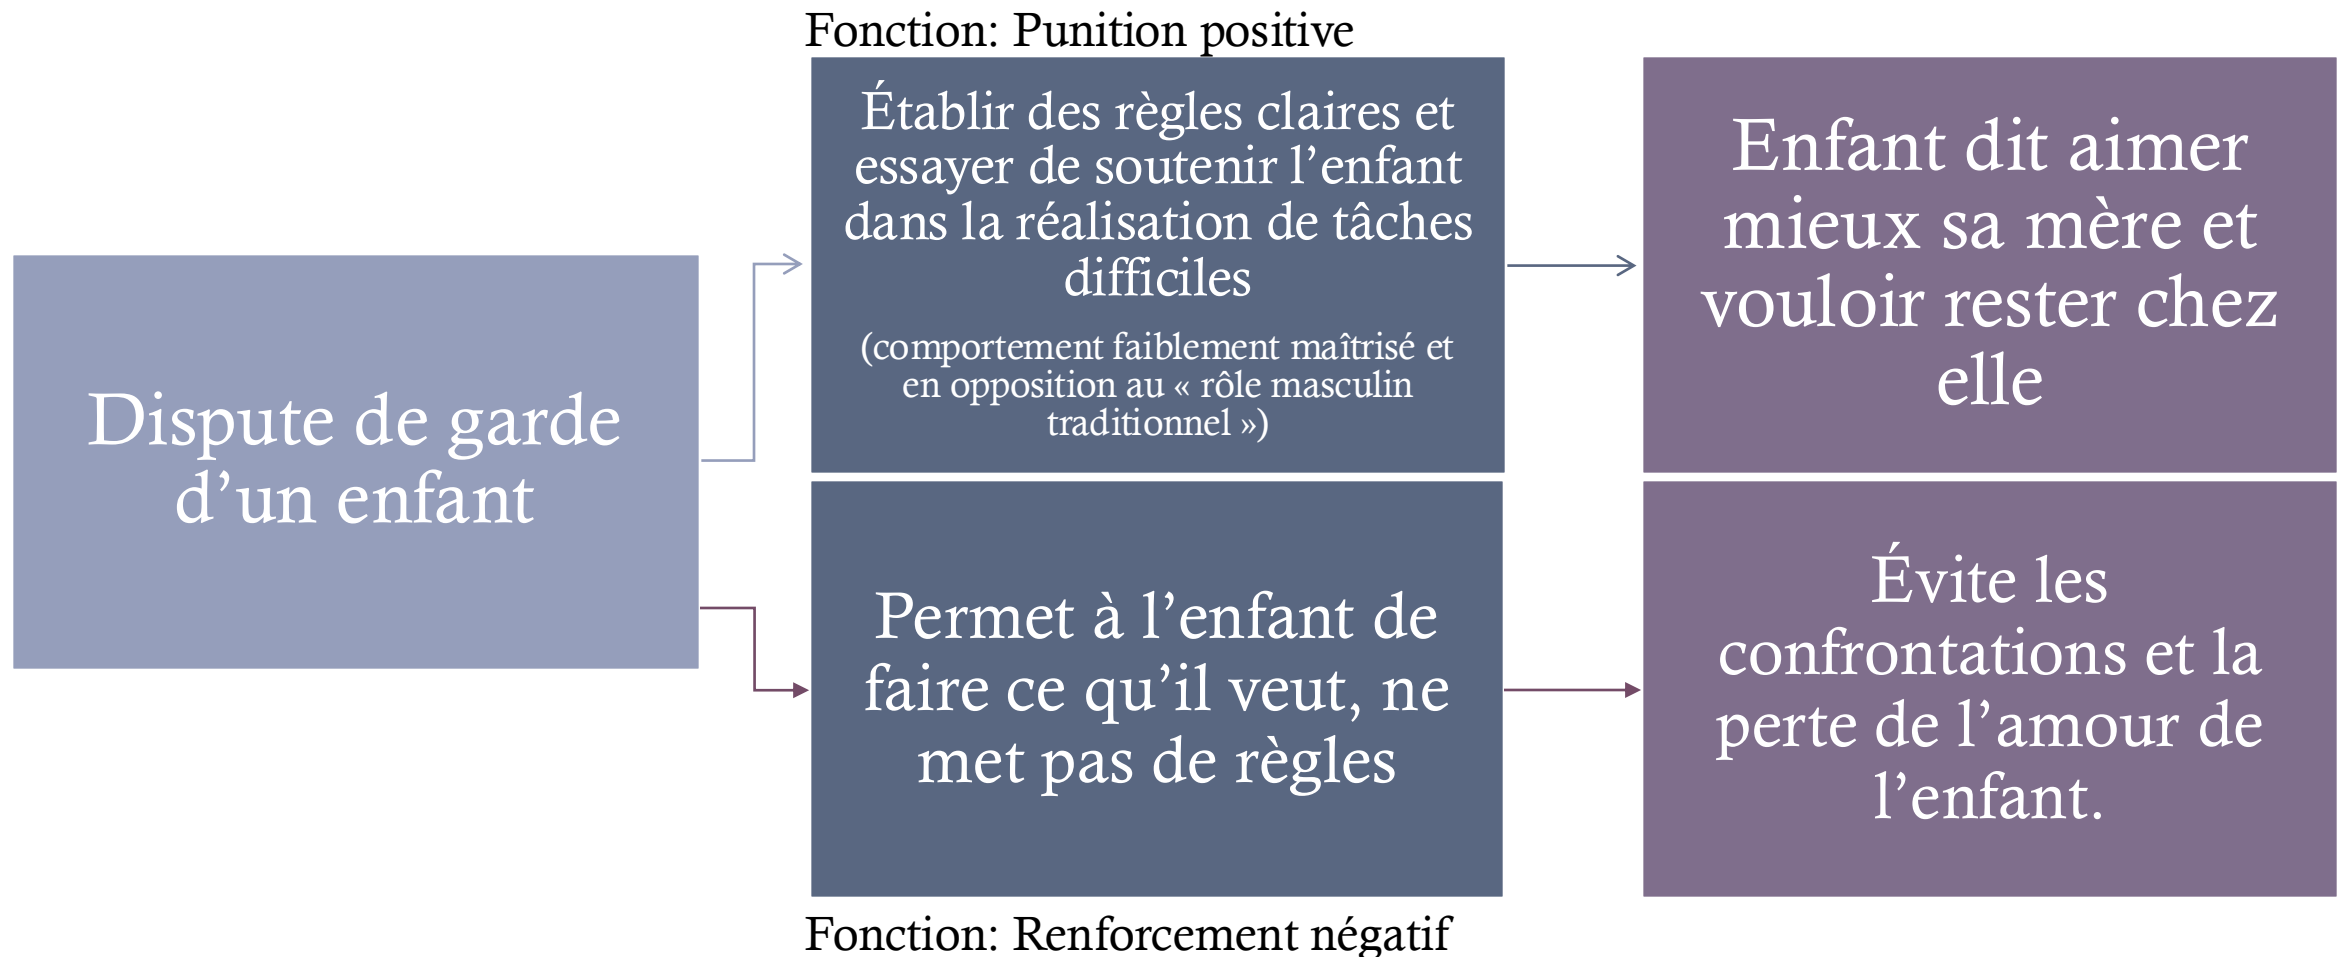 Fonction: Punition positive
Établir des règles claires et
essayer de soutenir l’enfant
dans la réalisation de tâches
difficiles
(comportement faiblement maîtrisé et
en opposition au « rôle masculin
traditionnel »)
Enfant dit aimer
mieux sa mère et
vouloir rester chez
elle
Dispute de garde
d’un enfant
Permet à l’enfant de
faire ce qu’il veut, ne
met pas de règles
Évite les
confrontations et la
perte de l’amour de
l’enfant.
Fonction: Renforcement négatif